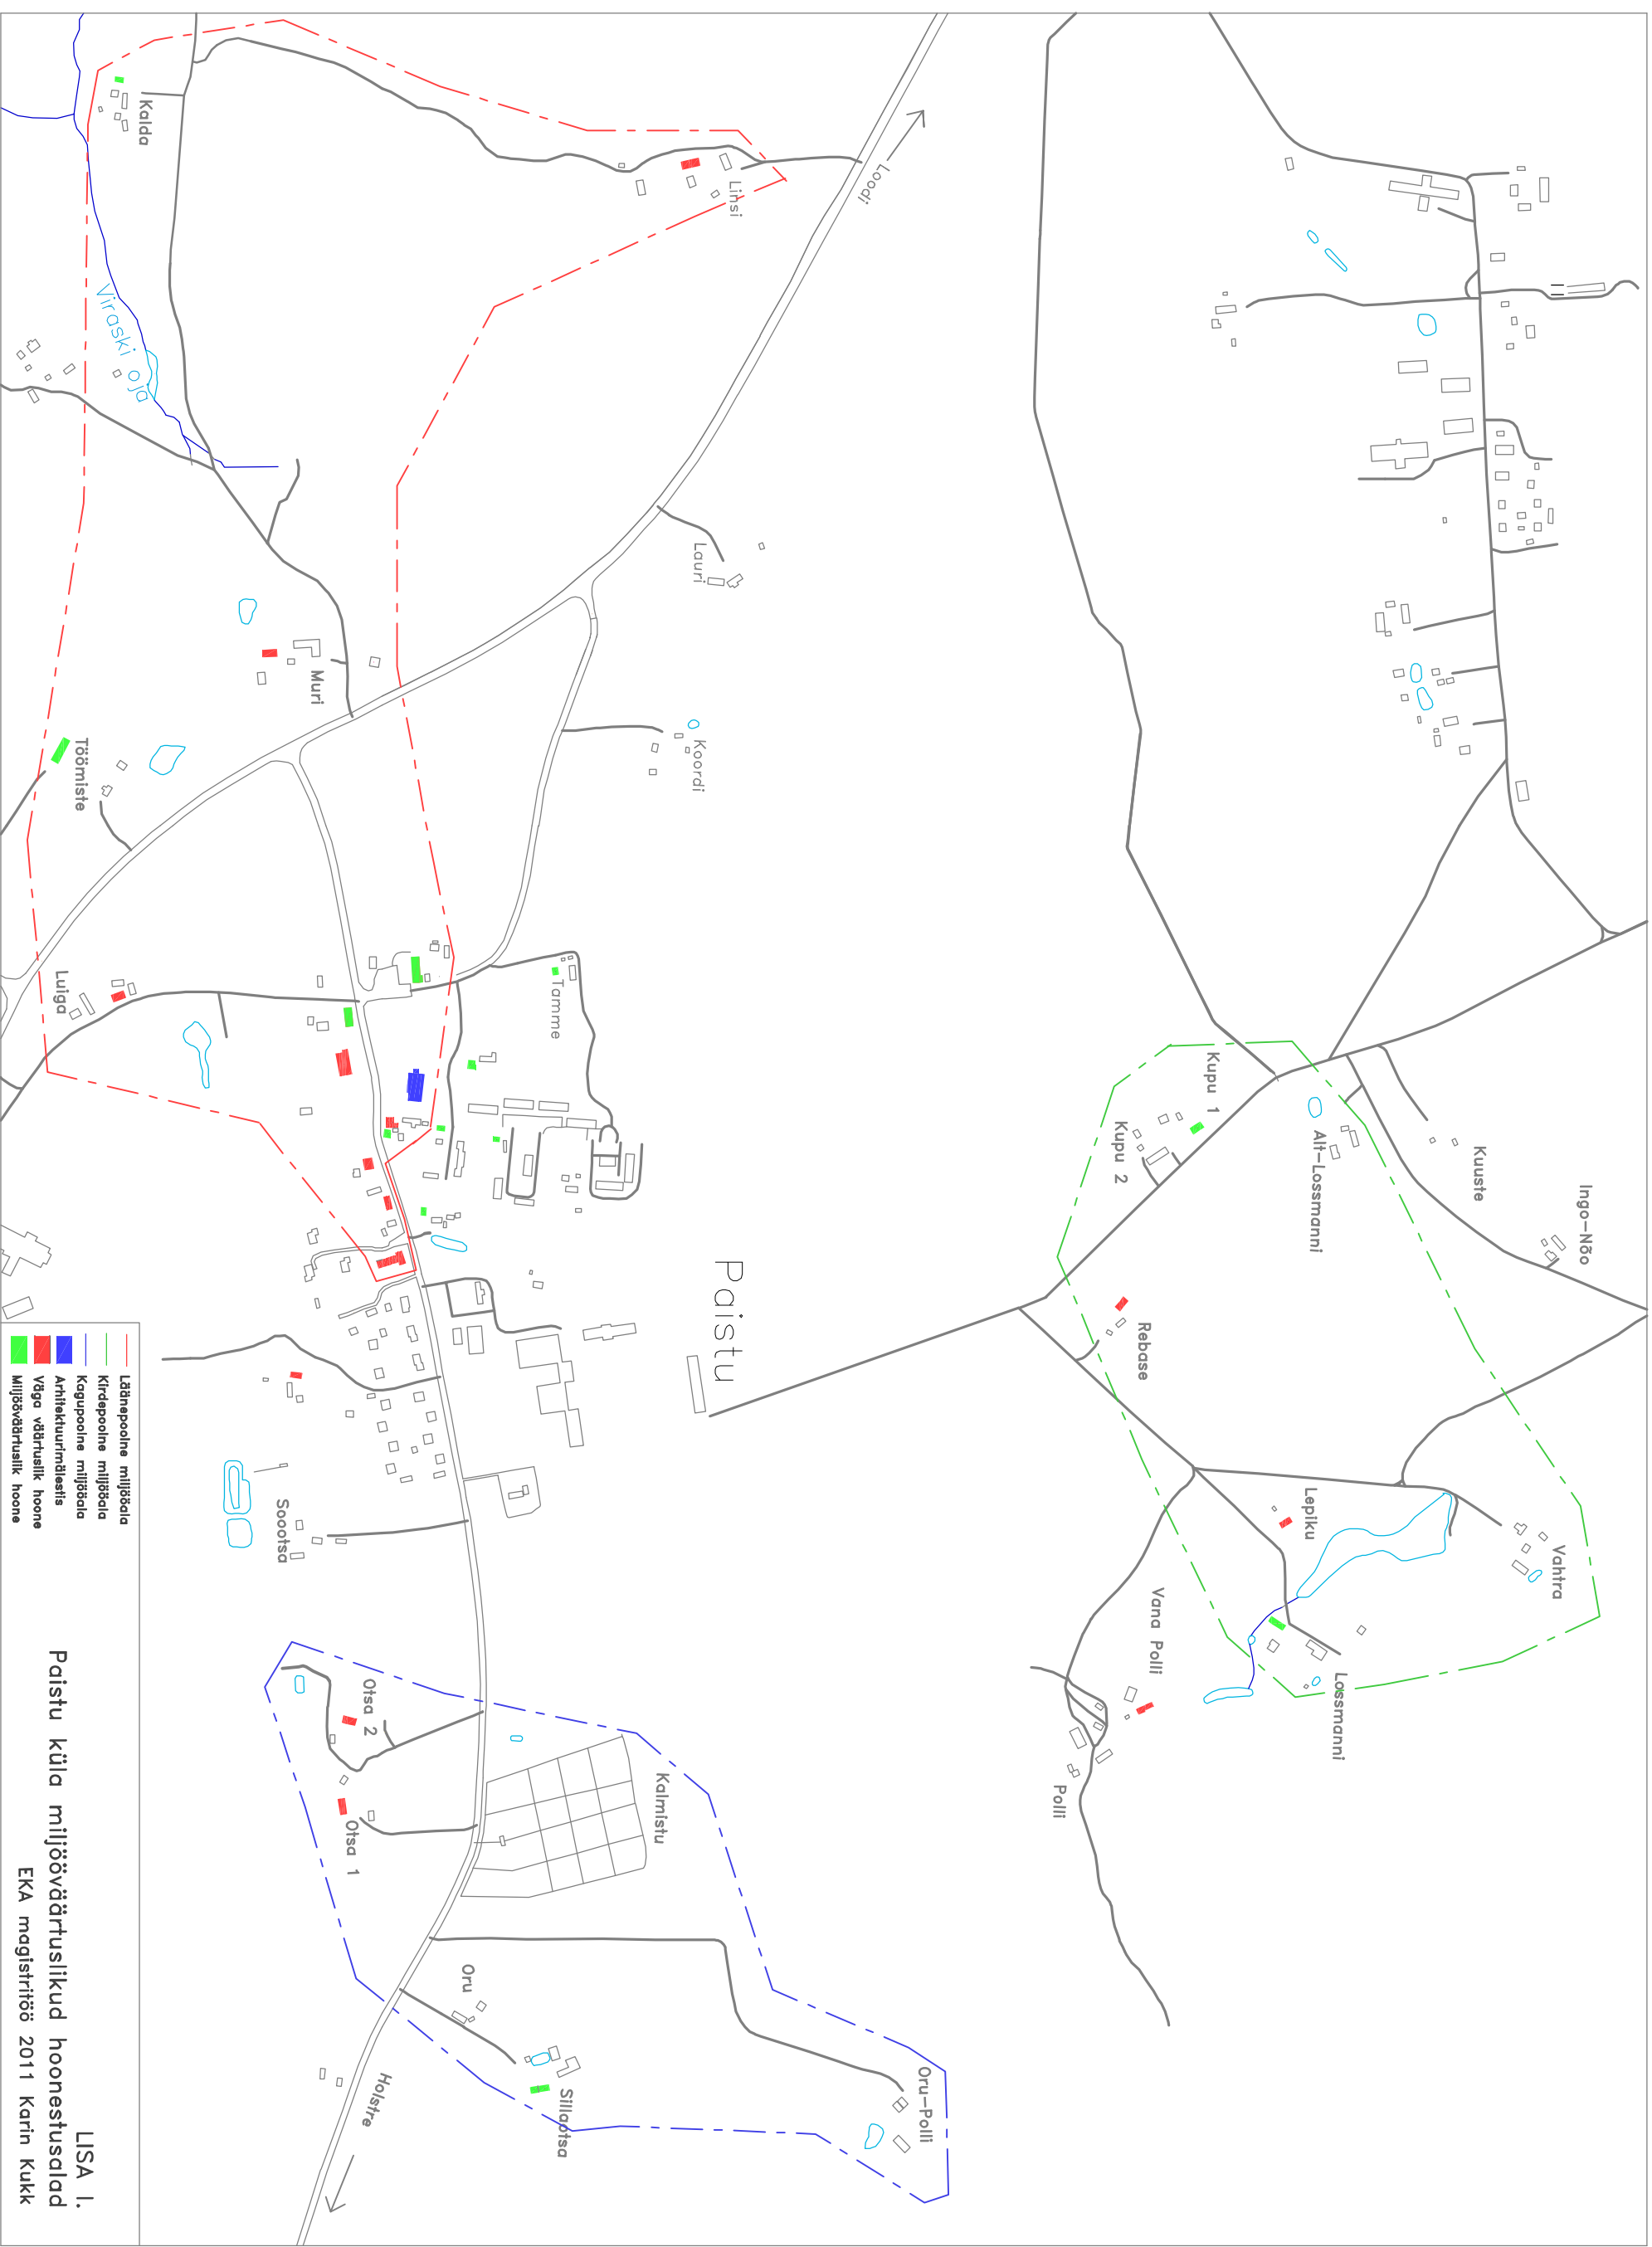 Ingo-Nõo
Kuuste
Vahtra
Alt-Lossmanni
Lepiku
Lossmanni
Kupu 1
Kupu 2
Rebase
Vana Polli
Polli
Loodi
Oru-Polli
Linsi
Lauri
Koordi
Paistu
Kalmistu
Tamme
Sillaotsa
Oru
Holstre
Otsa 2
Otsa 1
Muri
Soootsa
Kalda
Viraski oja
Töömiste
Luiga
Läänepoolne miljööala
Kirdepoolne miljööala
Kagupoolne miljööala
Arhitektuurimälestis
Väga väärtuslik hoone
Miljööväärtuslik hoone
LISA I.
Paistu küla miljööväärtuslikud hoonestusalad
EKA magistritöö 2011 Karin Kukk